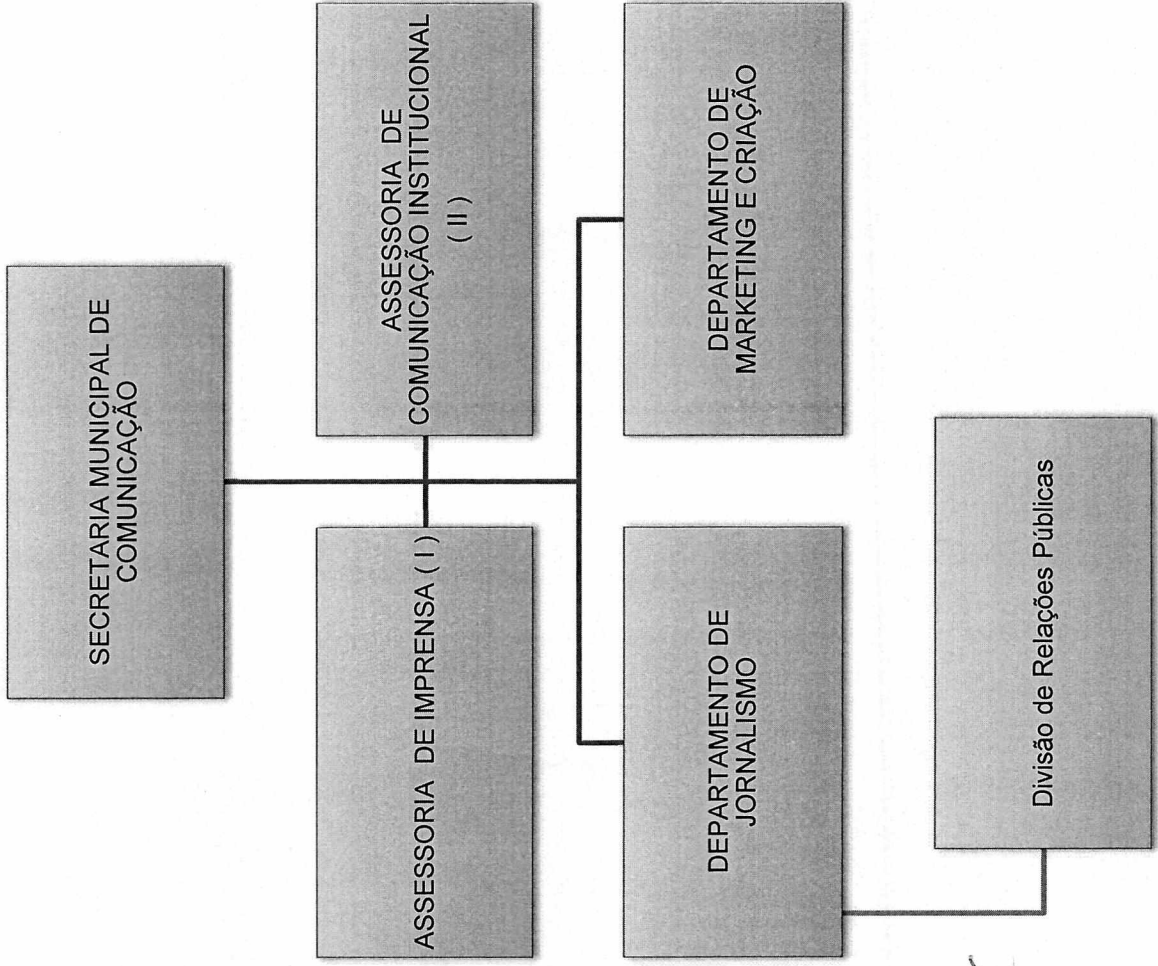 SECRETARIA MUNICIPAL DE
COMUNICAÇÃO
ASSESSORIA DE IMPRENSA ( I )
ASSESSORIA DE
COMUNICAÇÃO INSTITUCIONAL
( II )
DEPARTAMENTO DE
JORNALISMO
DEPARTAMENTO DE
MARKETING E CRIAÇÃO
Divisão de Relações Públicas